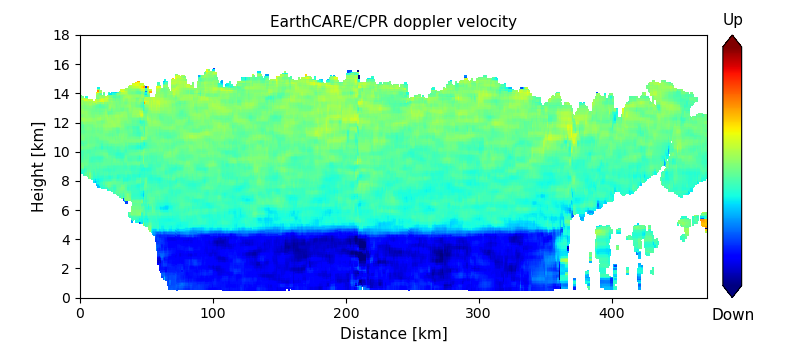 EarthCARE/CPR doppler velocity
Up
18
16
14
12
10
8
6
4
2
0
Height [km]
0 100 200 300 400
Distance [km]
Down